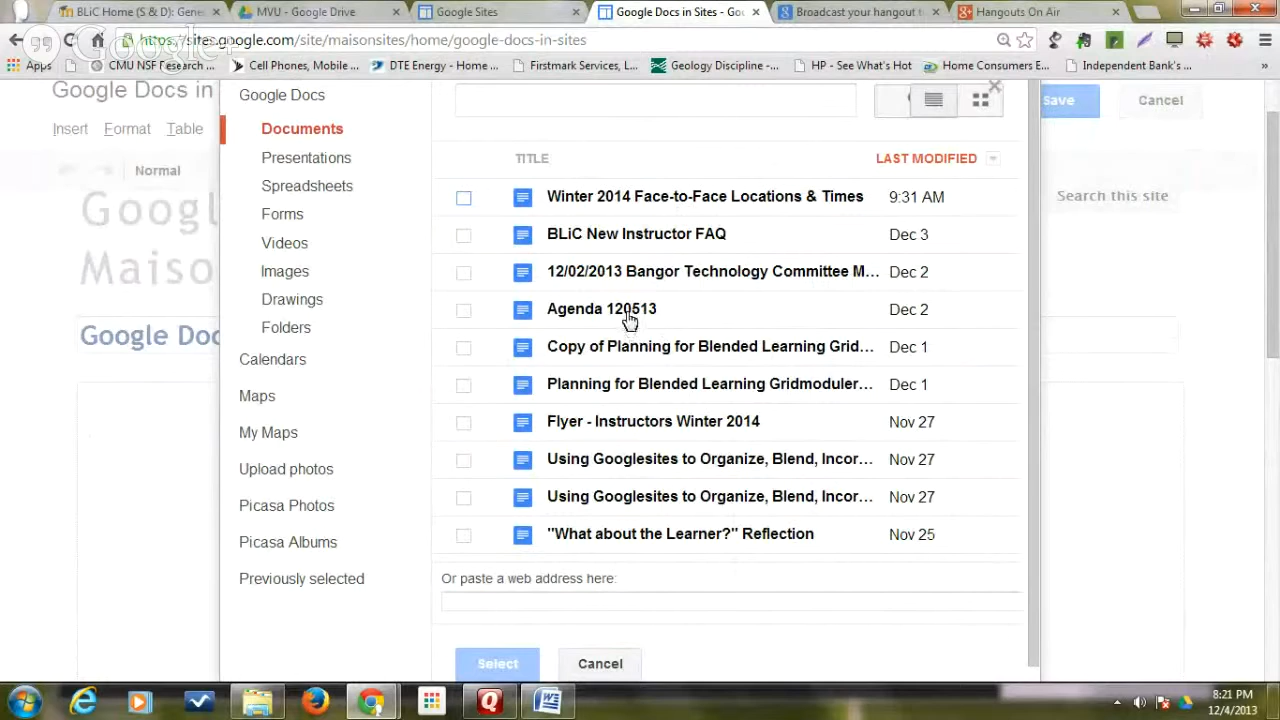 BLiC Home (S & D): Gene
MVU - Google Drive
Google Sites
Google Docs in Sites - Goo
Broadcast your hangout t
Hangouts On Air
Google+
https://sites.google.com/site/maisonsites/home/google-docs-in-sites
Apps
CMU NSF Research...
Cell Phones, Mobile ...
DTE Energy - Home...
Firstmark Services, L...
Geology Discipline -...
HP - See What's Hot
Home Consumers E...
Independent Bank's...
»
Google Docs in
Save
Cancel
Insert
Format
Table
Normal
Googl
Maiso
Search this site
Google Doc
Google Docs
Documents
Presentations
Spreadsheets
Forms
Videos
Images
Drawings
Folders
Calendars
Maps
My Maps
Upload photos
Picasa Photos
Picasa Albums
Previously selected
TITLE
LAST MODIFIED
Winter 2014 Face-to-Face Locations & Times 9:31 AM
BLiC New Instructor FAQ Dec 3
12/02/2013 Bangor Technology Committee M... Dec 2
Agenda 120513 Dec 2
Copy of Planning for Blended Learning Grid... Dec 1
Planning for Blended Learning Gridmoduler... Dec 1
Flyer - Instructors Winter 2014 Nov 27
Using Googlesites to Organize, Blend, Incor... Nov 27
Using Googlesites to Organize, Blend, Incor... Nov 27
"What about the Learner?" Reflection Nov 25
Or paste a web address here:
Select
Cancel
8:21 PM
12/4/2013